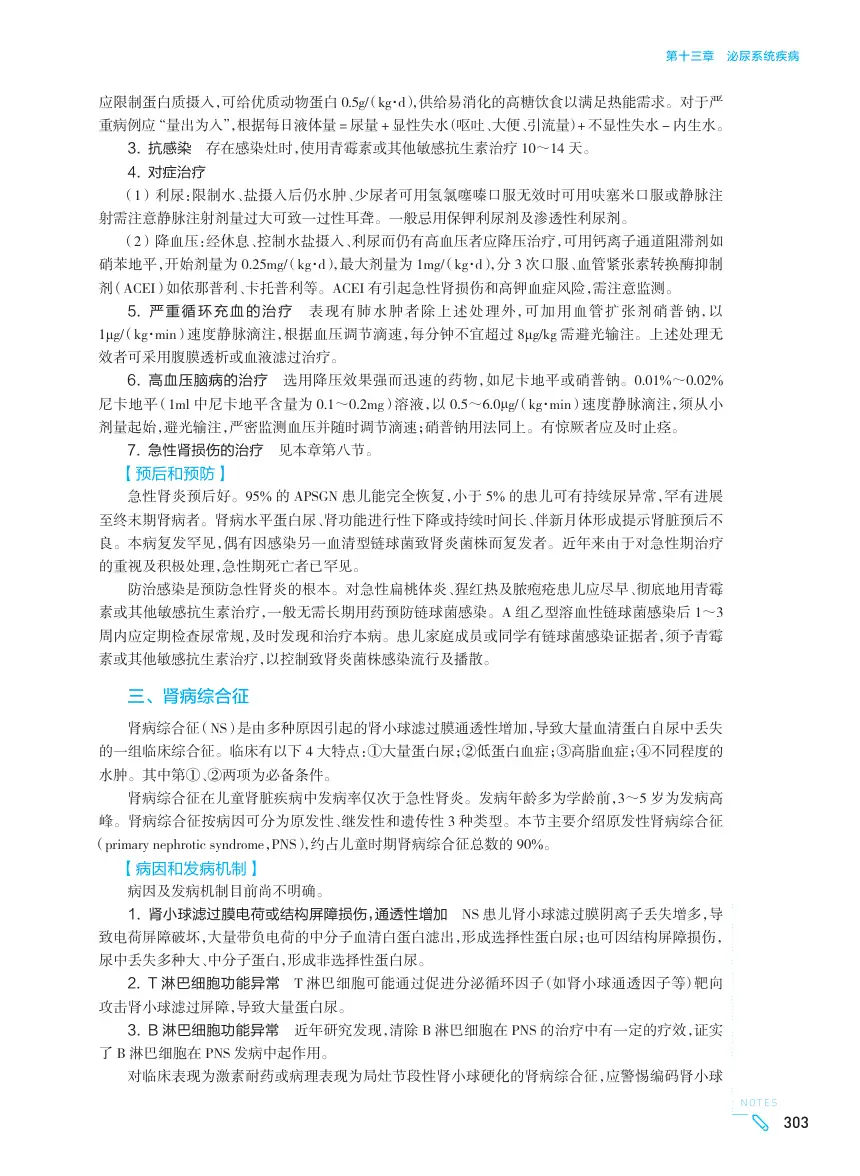 第十三章 泌尿系统疾病
应限制蛋白质摄入,可给优质动物蛋白 0.5g/(kg·d),供给易消化的高糖饮食以满足热能需求。对于严
重病例应“量出为入”,根据每日液体量 = 尿量 + 显性失水(呕吐、大便、引流量)+ 不显性失水 – 内生水。
3. 抗感染 存在感染灶时,使用青霉素或其他敏感抗生素治疗 10～14 天。
4. 对症治疗
(1)利尿:限制水、盐摄入后仍水肿、少尿者可用氢氯噻嗪口服无效时可用呋塞米口服或静脉注
射需注意静脉注射剂量过大可致一过性耳聋。一般忌用保钾利尿剂及渗透性利尿剂。
(2)降血压:经休息、控制水盐摄入、利尿而仍有高血压者应降压治疗,可用钙离子通道阻滞剂如
硝苯地平,开始剂量为 0.25mg/(kg·d),最大剂量为 1mg/(kg·d),分 3 次口服、血管紧张素转换酶抑制
剂(ACEI)如依那普利、卡托普利等。ACEI 有引起急性肾损伤和高钾血症风险,需注意监测。
5. 严重循环充血的治疗 表现有肺水肿者除上述处理外,可加用血管扩张剂硝普钠,以
1μg/(kg·min)速度静脉滴注,根据血压调节滴速,每分钟不宜超过 8μg/kg 需避光输注。上述处理无
效者可采用腹膜透析或血液滤过治疗。
6. 高血压脑病的治疗 选用降压效果强而迅速的药物,如尼卡地平或硝普钠。0.01%～0.02%
尼卡地平(1ml 中尼卡地平含量为 0.1～0.2mg)溶液,以 0.5～6.0μg/(kg·min)速度静脉滴注,须从小
剂量起始,避光输注,严密监测血压并随时调节滴速;硝普钠用法同上。有惊厥者应及时止痉。
7. 急性肾损伤的治疗 见本章第八节。
【预后和预防】
急性肾炎预后好。95% 的 APSGN 患儿能完全恢复,小于 5% 的患儿可有持续尿异常,罕有进展
至终末期肾病者。肾病水平蛋白尿、肾功能进行性下降或持续时间长、伴新月体形成提示肾脏预后不
良。本病复发罕见,偶有因感染另一血清型链球菌致肾炎菌株而复发者。近年来由于对急性期治疗
的重视及积极处理,急性期死亡者已罕见。
防治感染是预防急性肾炎的根本。对急性扁桃体炎、猩红热及脓疱疮患儿应尽早、彻底地用青霉
素或其他敏感抗生素治疗,一般无需长期用药预防链球菌感染。A 组乙型溶血性链球菌感染后 1～3
周内应定期检查尿常规,及时发现和治疗本病。患儿家庭成员或同学有链球菌感染证据者,须予青霉
素或其他敏感抗生素治疗,以控制致肾炎菌株感染流行及播散。
三、肾病综合征
肾病综合征(NS)是由多种原因引起的肾小球滤过膜通透性增加,导致大量血清蛋白自尿中丢失
的一组临床综合征。临床有以下 4 大特点:①大量蛋白尿;②低蛋白血症;③高脂血症;④不同程度的
水肿。其中第①、②两项为必备条件。
肾病综合征在儿童肾脏疾病中发病率仅次于急性肾炎。发病年龄多为学龄前,3～5 岁为发病高
峰。肾病综合征按病因可分为原发性、继发性和遗传性 3 种类型。本节主要介绍原发性肾病综合征
(primary nephrotic syndrome,PNS),约占儿童时期肾病综合征总数的 90%。
【病因和发病机制】
病因及发病机制目前尚不明确。
1. 肾小球滤过膜电荷或结构屏障损伤,通透性增加 NS 患儿肾小球滤过膜阴离子丢失增多,导
致电荷屏障破坏,大量带负电荷的中分子血清白蛋白滤出,形成选择性蛋白尿;也可因结构屏障损伤,
尿中丢失多种大、中分子蛋白,形成非选择性蛋白尿。
2. T 淋巴细胞功能异常 T 淋巴细胞可能通过促进分泌循环因子(如肾小球通透因子等)靶向
攻击肾小球滤过屏障,导致大量蛋白尿。
3. B 淋巴细胞功能异常 近年研究发现,清除 B 淋巴细胞在 PNS 的治疗中有一定的疗效,证实
了 B 淋巴细胞在 PNS 发病中起作用。
对临床表现为激素耐药或病理表现为局灶节段性肾小球硬化的肾病综合征,应警惕编码肾小球
NOTES
303